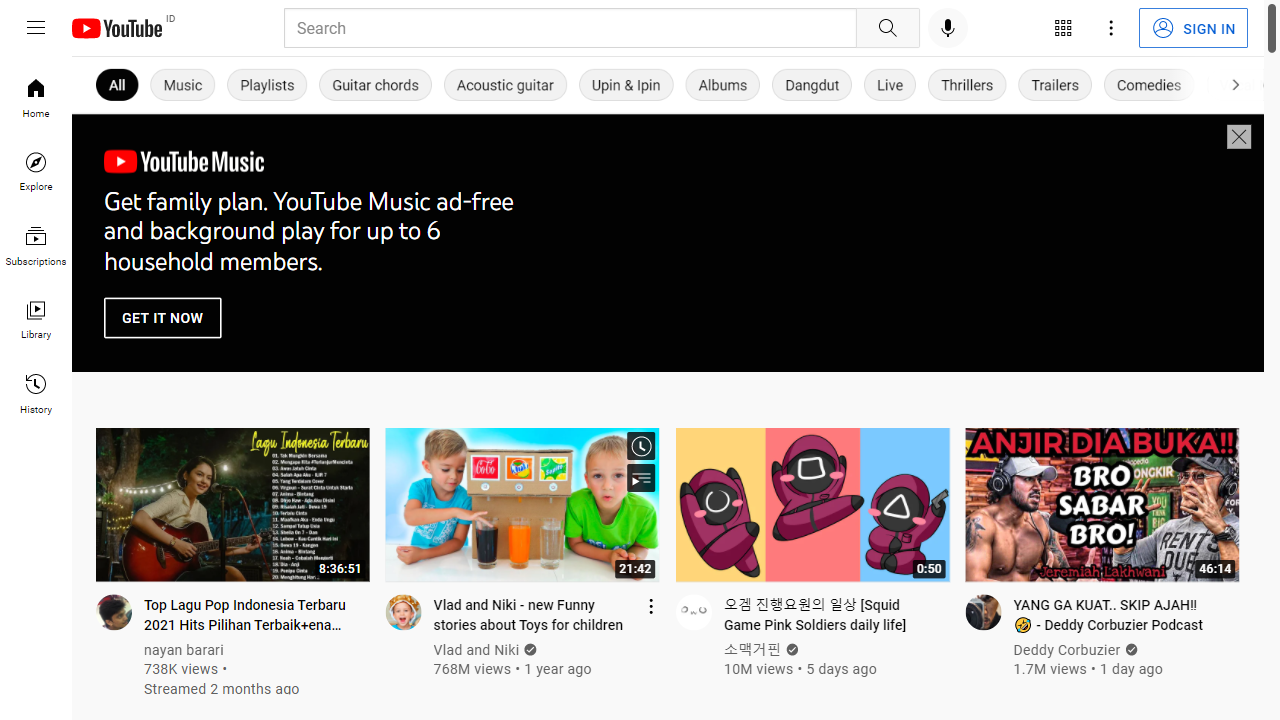 YouTube ID
Search
SIGN IN
All
Music
Playlists
Guitar chords
Acoustic guitar
Upin & Ipin
Albums
Dangdut
Live
Thrillers
Trailers
Comedies
Home
Explore
Subscriptions
Library
History
YouTube Music
Get family plan. YouTube Music ad-free
and background play for up to 6
household members.
GET IT NOW
Lagu Indonesia Terbaru
8:36:51
21:42
0:50
ANJIR DIA BUKA!!
BRO
SABAR
BRO!
Jeremiah Lakhwani
46:14
Top Lagu Pop Indonesia Terbaru
2021 Hits Pilihan Terbaik+ena…
nayan barari
738K views •
Streamed 2 months ago
Vlad and Niki - new Funny
stories about Toys for children
Vlad and Niki
768M views • 1 year ago
오겜 진행요원의 일상 [Squid
Game Pink Soldiers daily life]
소맥거핀
10M views • 5 days ago
YANG GA KUAT.. SKIP AJAH!!
🤣 - Deddy Corbuzier Podcast
Deddy Corbuzier
1.7M views • 1 day ago